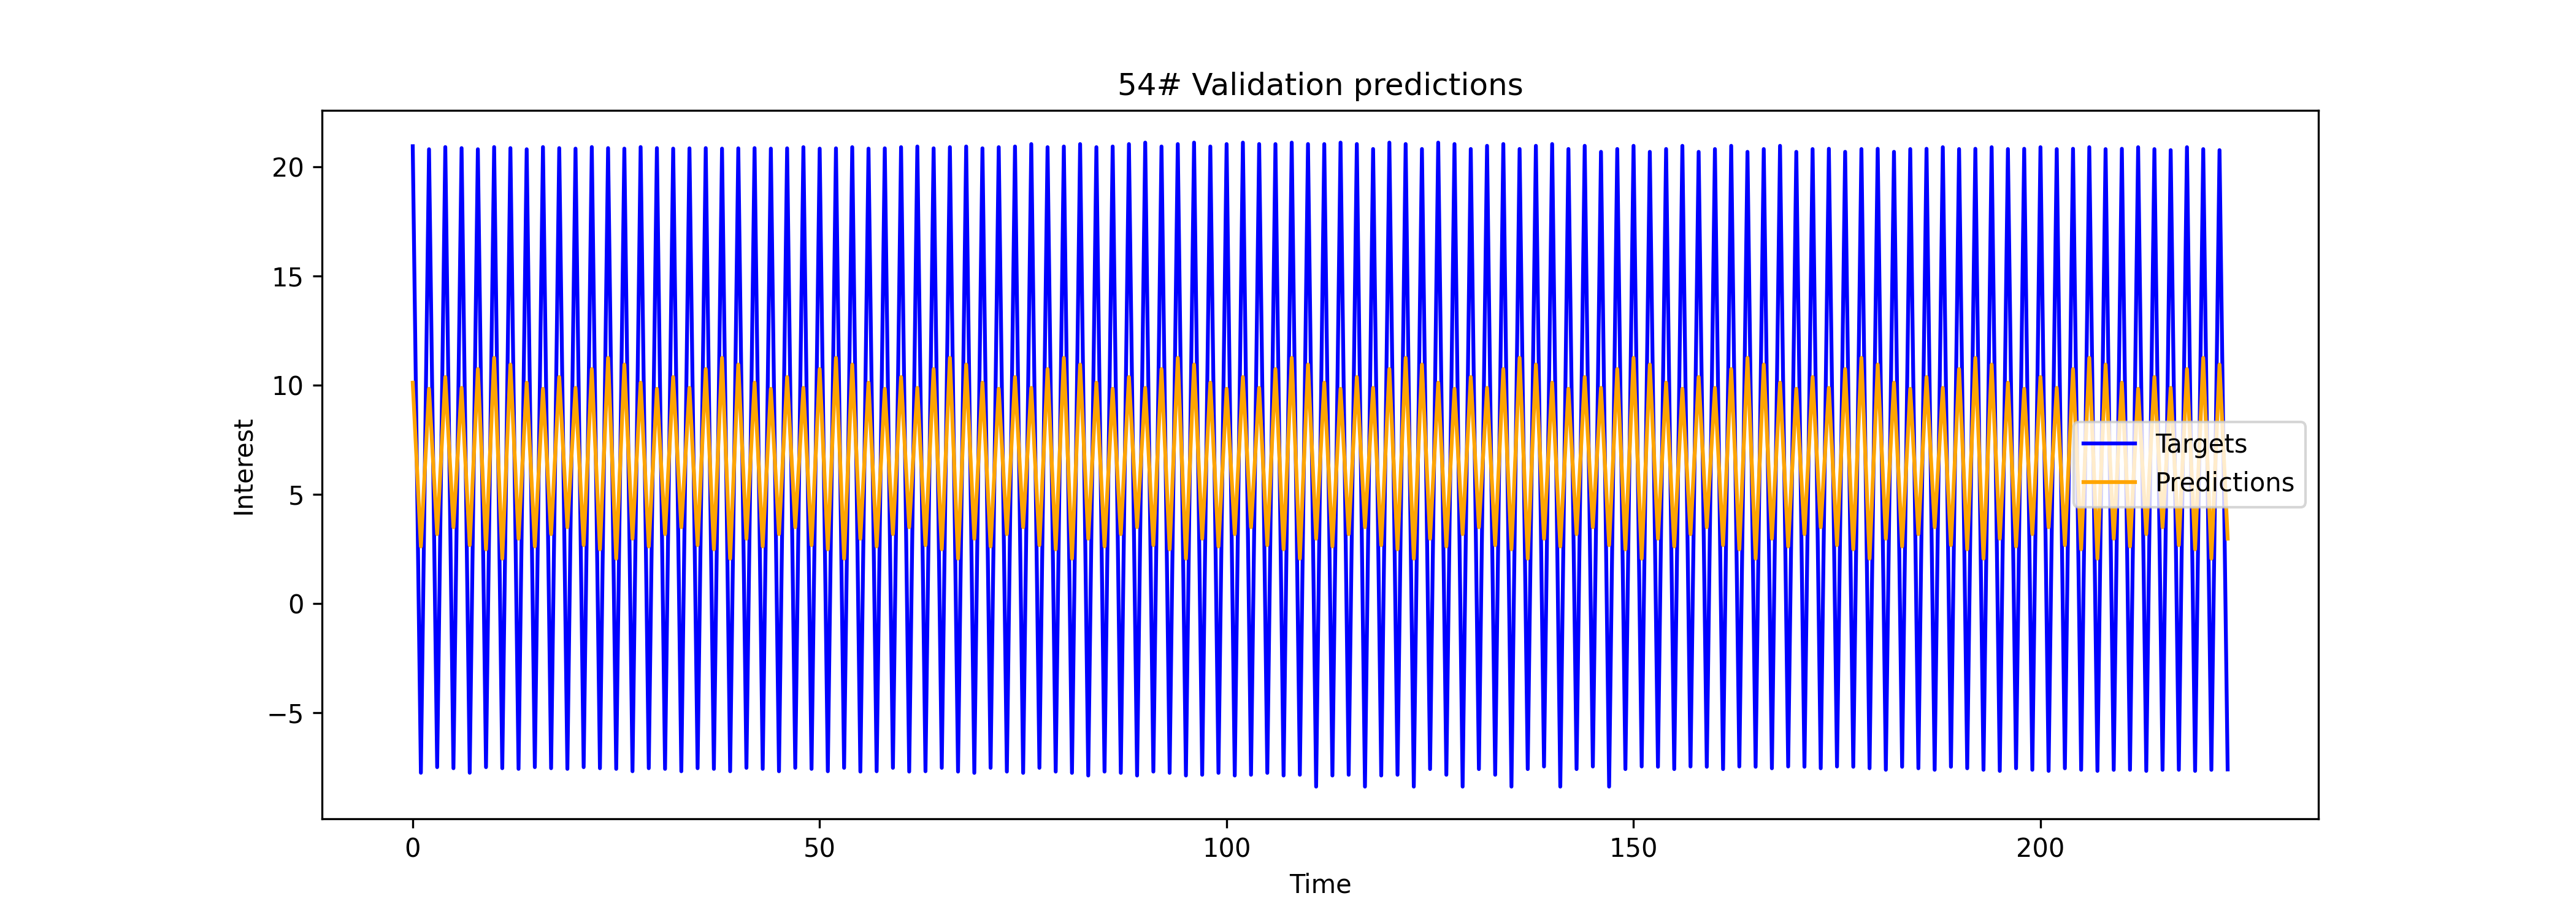 54# Validation predictions
Interest
20
15
10
5
0
−5
Targets
Predictions
0 50 100 150 200
Time